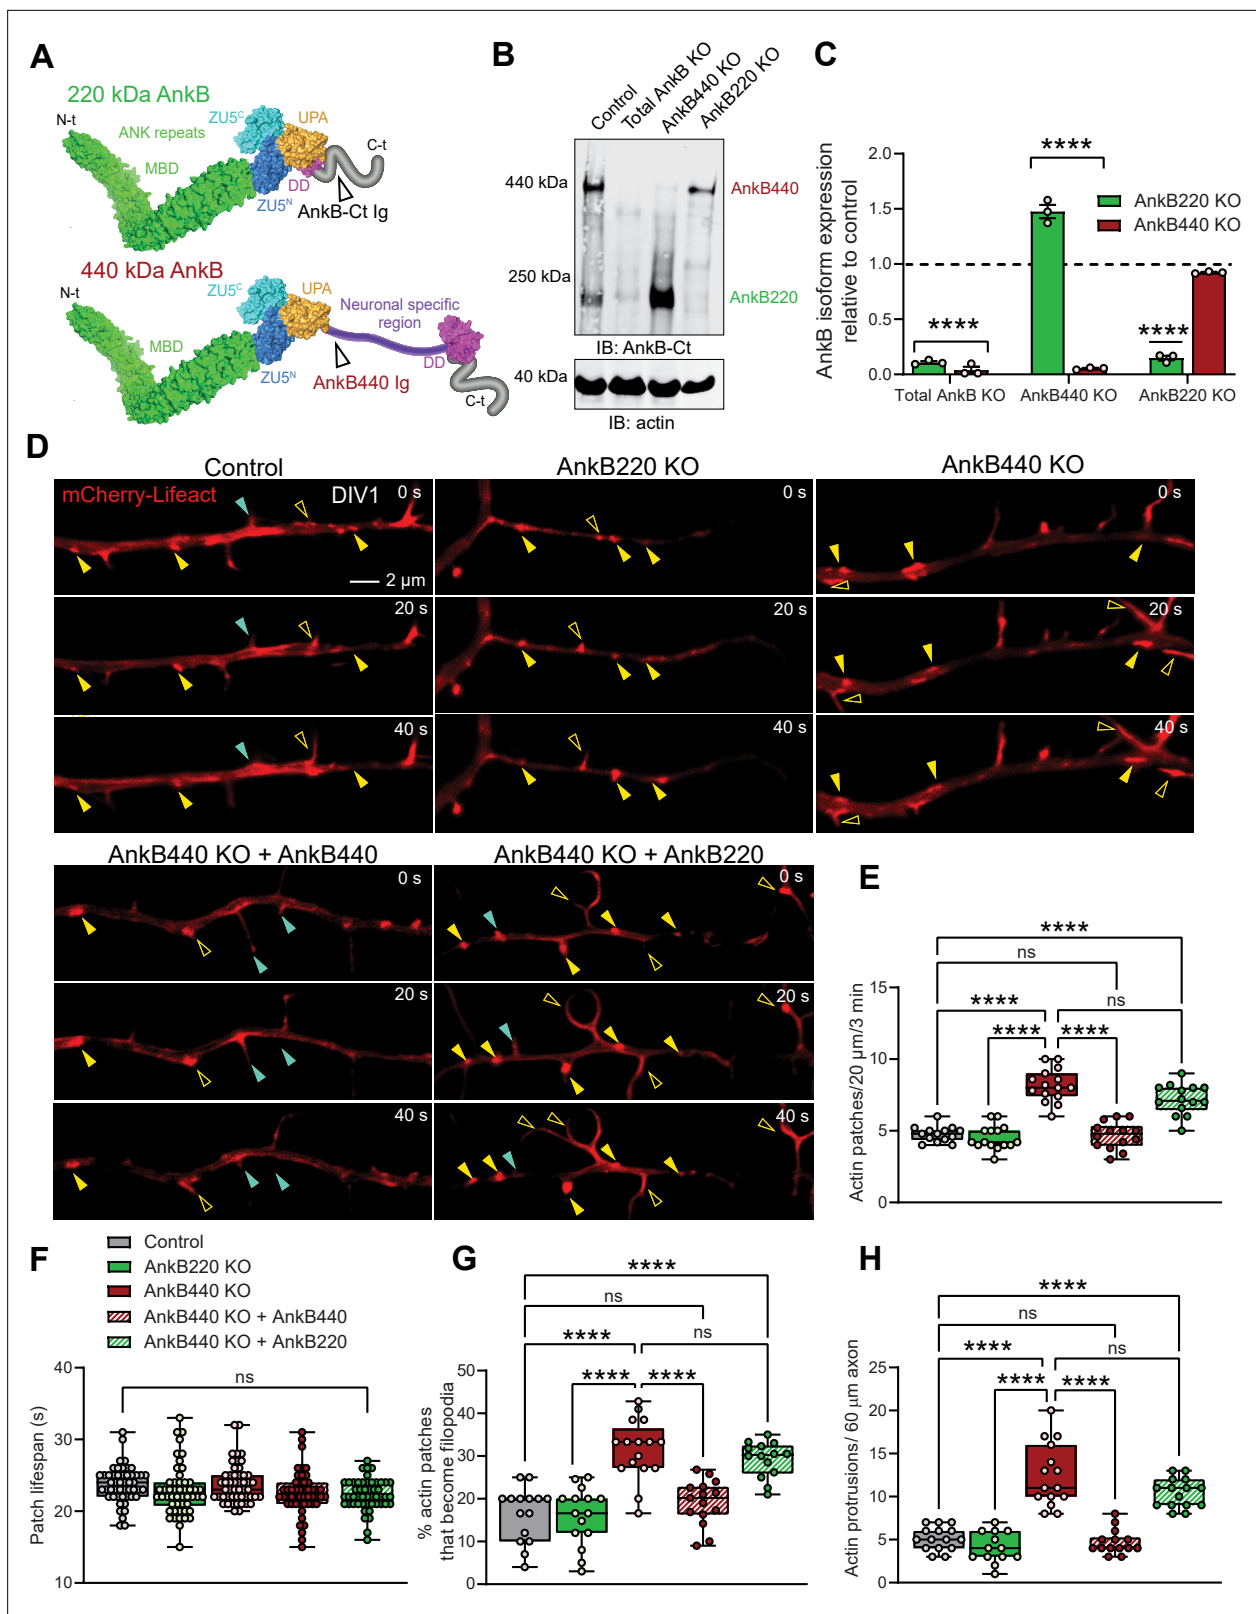 A
220 kDa AnkB
N-t
ZU5ᶜ
UPA
ANK repeats
MBD
C-t
DD
ZU5ᴺ
AnkB-Ct Ig
440 kDa AnkB
N-t
ZU5ᶜ
UPA
Neuronal specific
region
MBD
ZU5ᴺ
DD
AnkB440 Ig
C-t
B
Control
Total AnkB KO
AnkB440 KO
AnkB220 KO
440 kDa
AnkB440
250 kDa
AnkB220
IB: AnkB-Ct
40 kDa
IB: actin
C
AnkB isoform expression
relative to control
2.0
1.5
1.0
0.5
0.0
****
****
****
AnkB220 KO
AnkB440 KO
Total AnkB KO
AnkB440 KO
AnkB220 KO
D
Control
AnkB220 KO
AnkB440 KO
mCherry-Lifeact
DIV1
0 s
0 s
0 s
2 µm
20 s
20 s
20 s
40 s
40 s
40 s
AnkB440 KO + AnkB440
AnkB440 KO + AnkB220
0 s
0 s
20 s
20 s
40 s
40 s
E
Actin patches/20 µm/3 min
15
10
5
0
****
ns
****
ns
****
****
F
Control
AnkB220 KO
AnkB440 KO
AnkB440 KO + AnkB440
AnkB440 KO + AnkB220
Patch lifespan (s)
40
30
20
10
ns
G
% actin patches
that become filopodia
50
40
30
20
10
0
****
ns
****
ns
****
****
H
Actin protrusions/ 60 µm axon
25
20
15
10
5
0
****
ns
****
ns
****
****